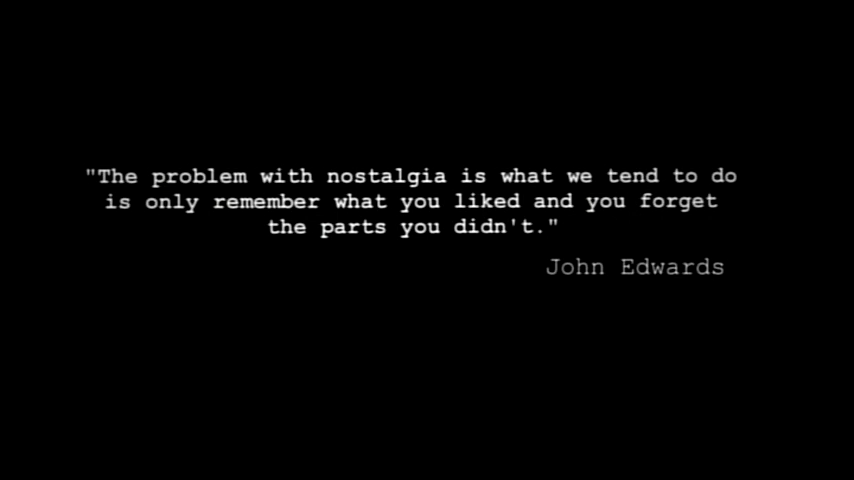 "The problem with nostalgia is what we tend to do
is only remember what you liked and you forget
the parts you didn't."
John Edwards